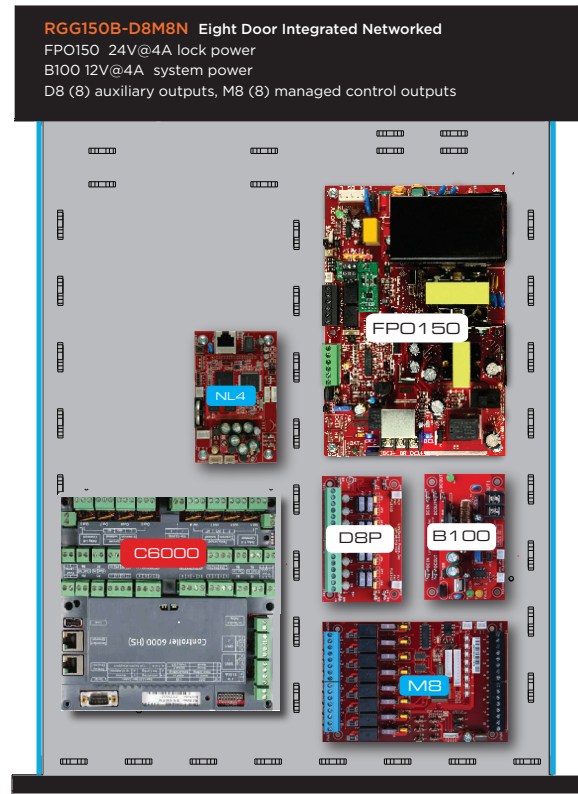 RGG150B-D8M8N Eight Door Integrated Networked
FPO150 24V@4A lock power
B100 12V@4A system power
D8 (8) auxiliary outputs, M8 (8) managed control outputs
FPO150
NL4
C6000
D8P
B100
Controller 6000 (HS)
M8